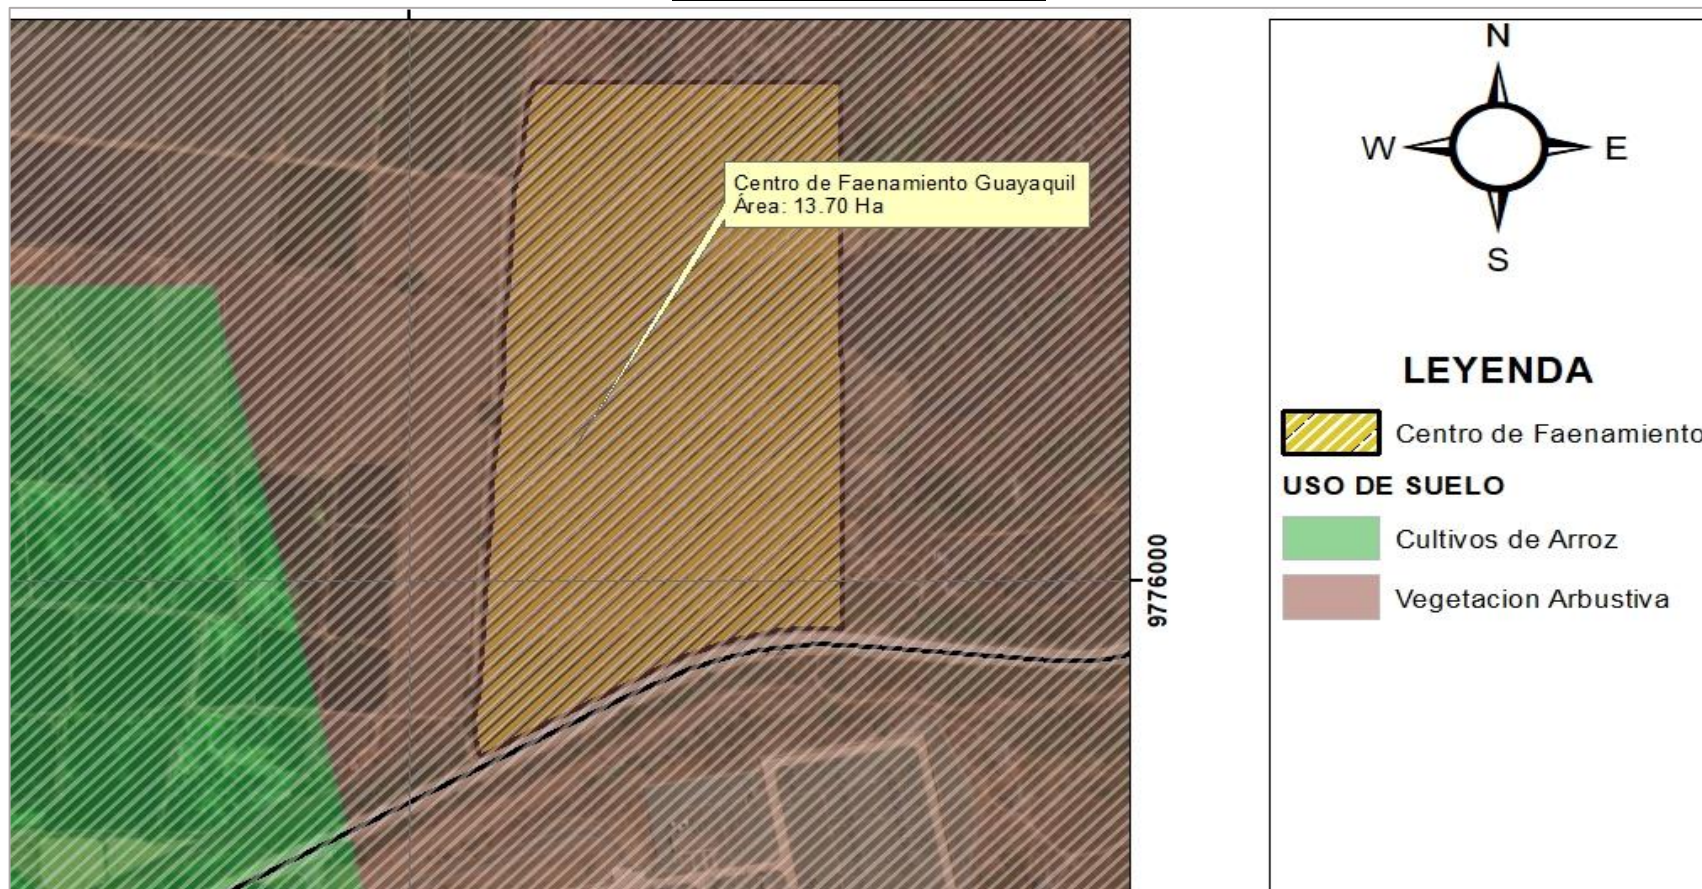 Centro de Faenamiento Guayaquil
Área: 13.70 Ha
9776000
N
W
E
S
LEYENDA
Centro de Faenamiento
USO DE SUELO
Cultivos de Arroz
Vegetacion Arbustiva